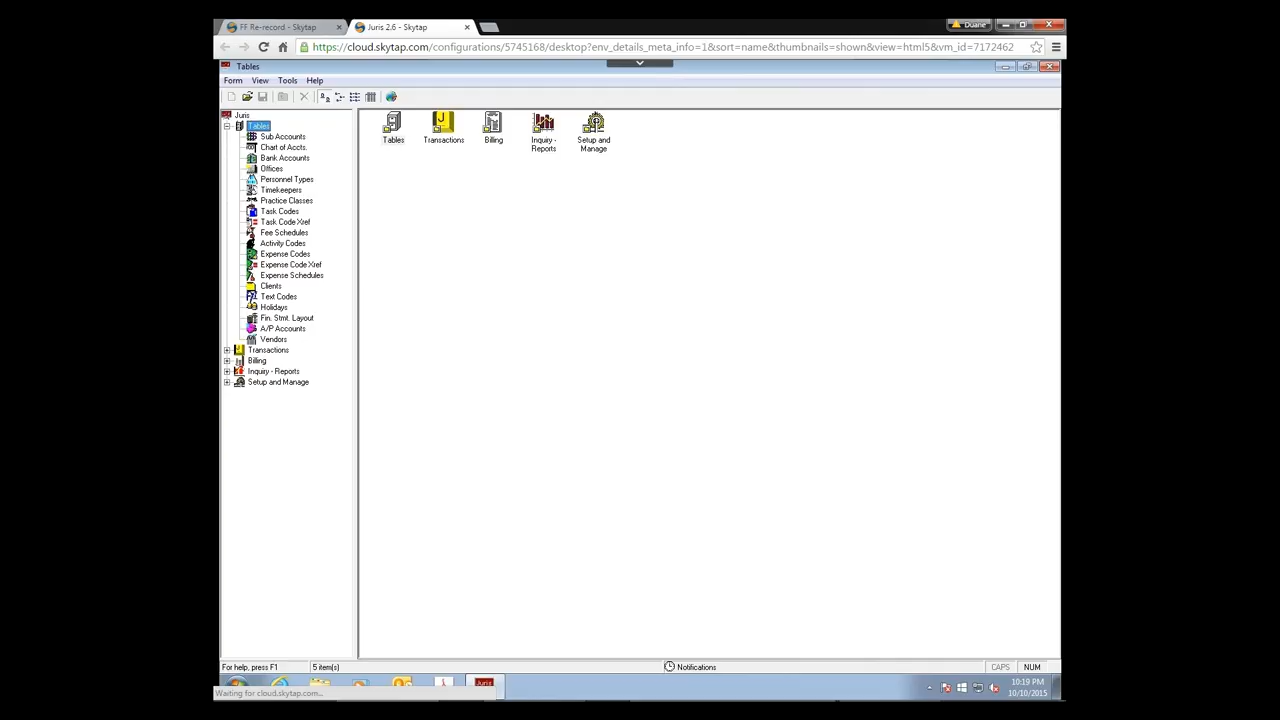 FF Re-record - Skytap
Juris 2.6 - Skytap
Duane
https://cloud.skytap.com/configurations/5745168/desktop?env_details_meta_info=1&sort=name&thumbnails=shown&view=html5&vm_id=7172462
Tables
Form View Tools Help
Juris
Tables
Sub Accounts
Chart of Accts.
Bank Accounts
Offices
Personnel Types
Timekeepers
Practice Classes
Task Codes
Task Code Xref
Fee Schedules
Activity Codes
Expense Codes
Expense Code Xref
Expense Schedules
Clients
Text Codes
Holidays
Fin. Stmt. Layout
A/P Accounts
Vendors
Transactions
Billing
Inquiry - Reports
Setup and Manage
Tables
Transactions
Billing
Inquiry -
Reports
Setup and
Manage
For help, press F1
5 item(s)
Notifications
CAPS
NUM
Juris
10:19 PM
10/10/2015
Waiting for cloud.skytap.com...